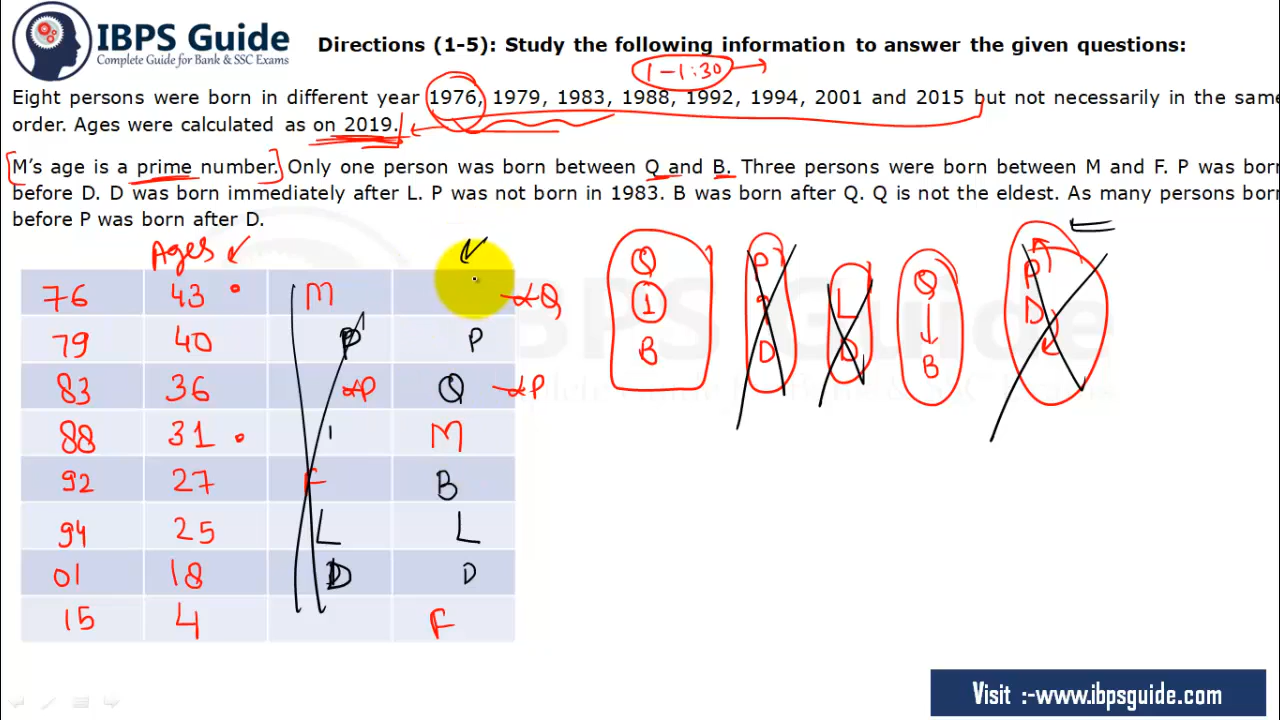 IBPS Guide
Complete Guide for Bank & SSC Exams
Directions (1-5): Study the following information to answer the given questions:
1-1:30
Eight persons were born in different year 1976, 1979, 1983, 1988, 1992, 1994, 2001 and 2015 but not necessarily in the same
order. Ages were calculated as on 2019.
M's age is a prime number. Only one person was born between Q and B. Three persons were born between M and F. P was born
before D. D was born immediately after L. P was not born in 1983. B was born after Q. Q is not the eldest. As many persons born
before P was born after D.
Ages
76 43 M Q
79 40 P P
83 36 P Q P
88 31 1 M
92 27 F B
94 25 L L
01 18 D D
15 4 F
Q
1
B
P
D
L
D
Q
B
P
D
Visit :-www.ibpsguide.com